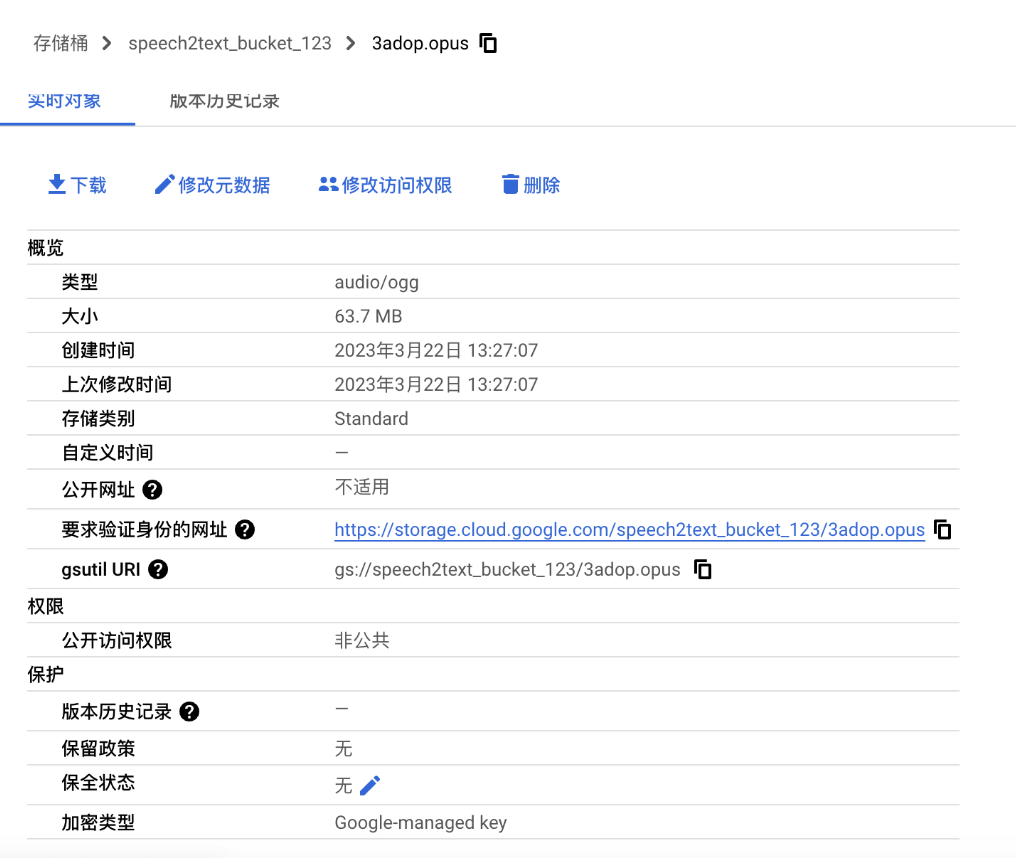 存储桶 > speech2text_bucket_123 > 3adop.opus
实时对象 版本历史记录
下载 修改元数据 修改访问权限 删除
概览
类型 audio/ogg
大小 63.7 MB
创建时间 2023年3月22日 13:27:07
上次修改时间 2023年3月22日 13:27:07
存储类别 Standard
自定义时间 —
公开网址 ? 不适用
要求验证身份的网址 ? https://storage.cloud.google.com/speech2text_bucket_123/3adop.opus
gsutil URI ? gs://speech2text_bucket_123/3adop.opus
权限
公开访问权限 非公共
保护
版本历史记录 ? —
保留政策 无
保全状态 无
加密类型 Google-managed key